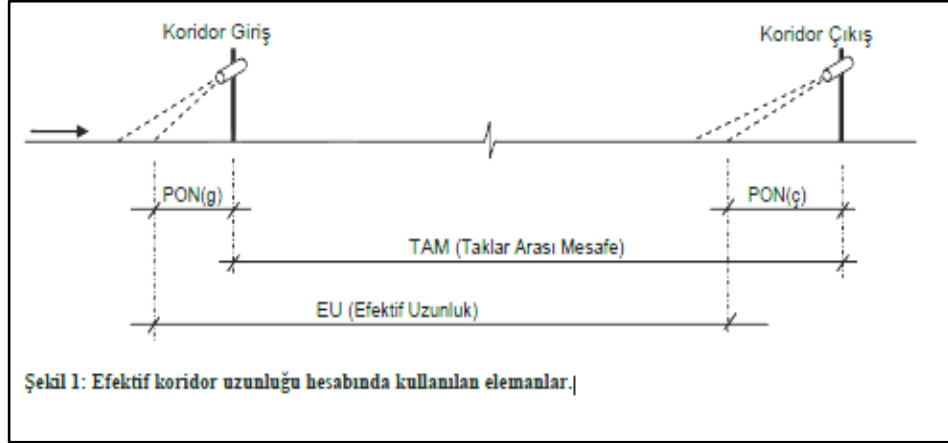 Koridor Giriş
Koridor Çıkış
PON(g)
PON(ç)
TAM (Taklar Arası Mesafe)
EU (Efektif Uzunluk)
Şekil 1: Efektif koridor uzunluğu hesabında kullanılan elemanlar.